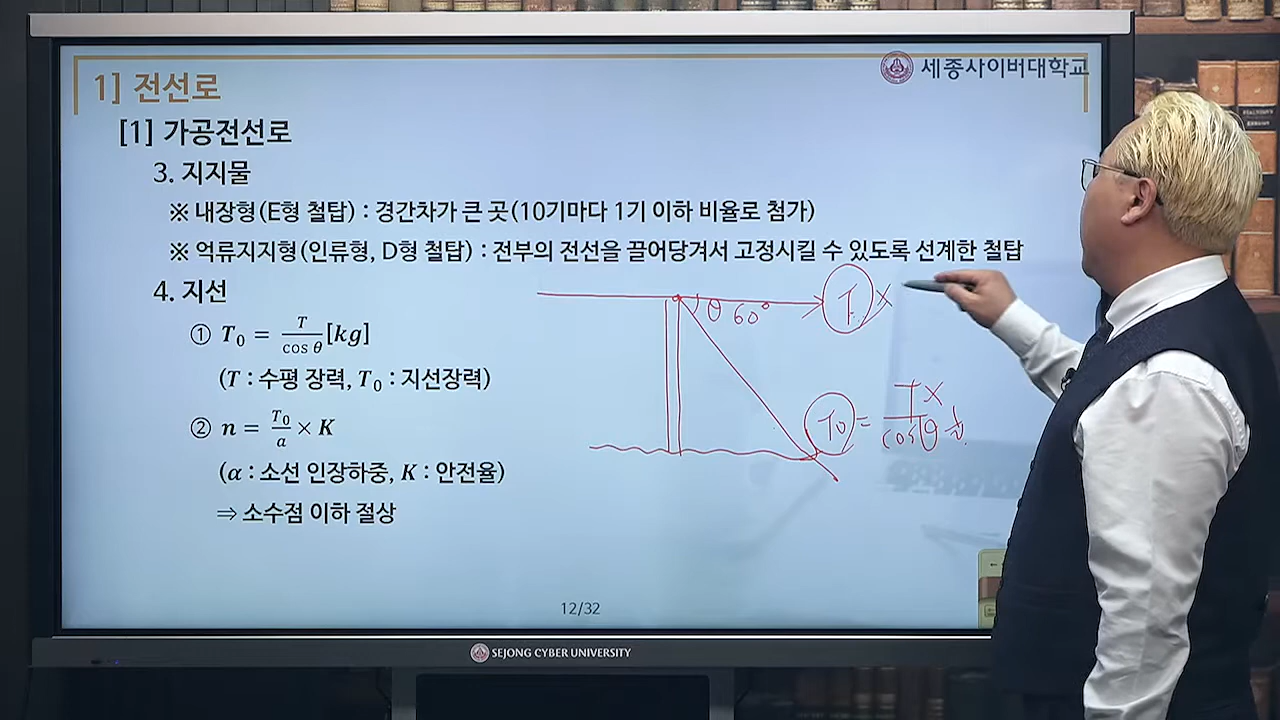 세종사이버대학교
1] 전선로
[1] 가공전선로
3. 지지물
※ 내장형(E형 철탑) : 경간차가 큰 곳(10기마다 1기 이하 비율로 첨가)
※ 억류지지형(인류형, D형 철탑) : 전부의 전선을 끌어당겨서 고정시킬 수 있도록 선계한 철탑
4. 지선
① T₀ = T/cos θ [kg]
(T : 수평 장력, T₀ : 지선장력)
② n = T₀/a × K
(α : 소선 인장하중, K : 안전율)
⇒ 소수점 이하 절상
θ 60° T x
T₀ = T x / cos θ
12/32
SEJONG CYBER UNIVERSITY